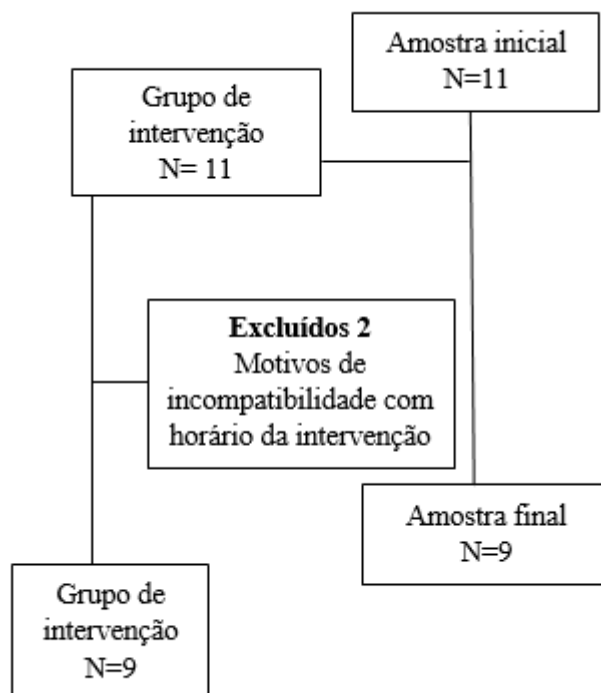 Amostra inicial
N=11
Grupo de
intervenção
N= 11
Excluídos 2
Motivos de
incompatibilidade com
horário da intervenção
Amostra final
N=9
Grupo de
intervenção
N=9